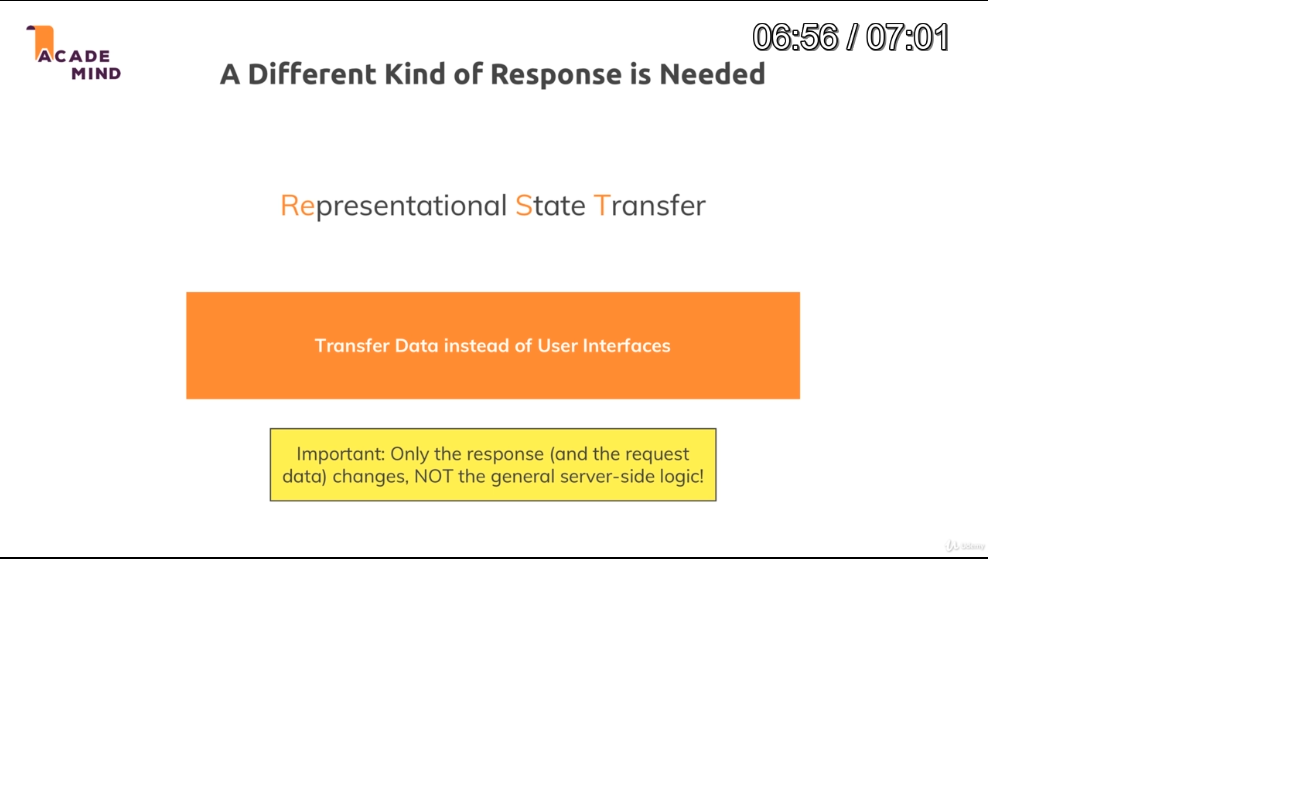 ACADE
MIND
06:56 / 07:01
A Different Kind of Response is Needed
Representational State Transfer
Transfer Data instead of User Interfaces
Important: Only the response (and the request
data) changes, NOT the general server-side logic!
Udemy